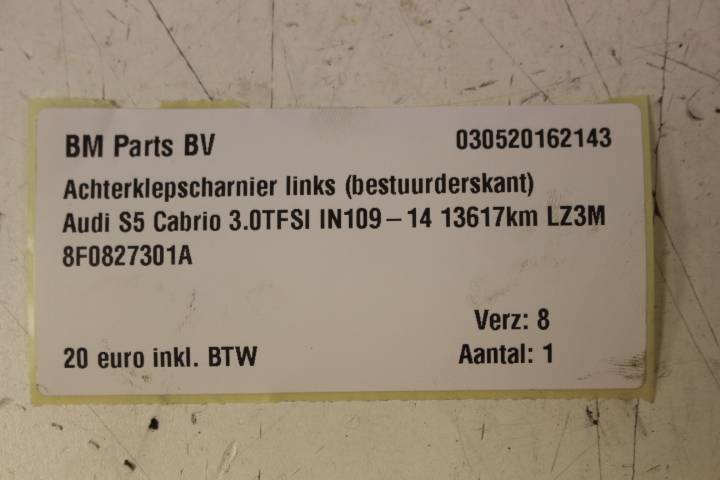 BM Parts BV 030520162143
Achterklepscharnier links (bestuurderskant)
Audi S5 Cabrio 3.0TFSI IN109-14 13617km LZ3M
8F0827301A
Verz: 8
20 euro inkl. BTW Aantal: 1